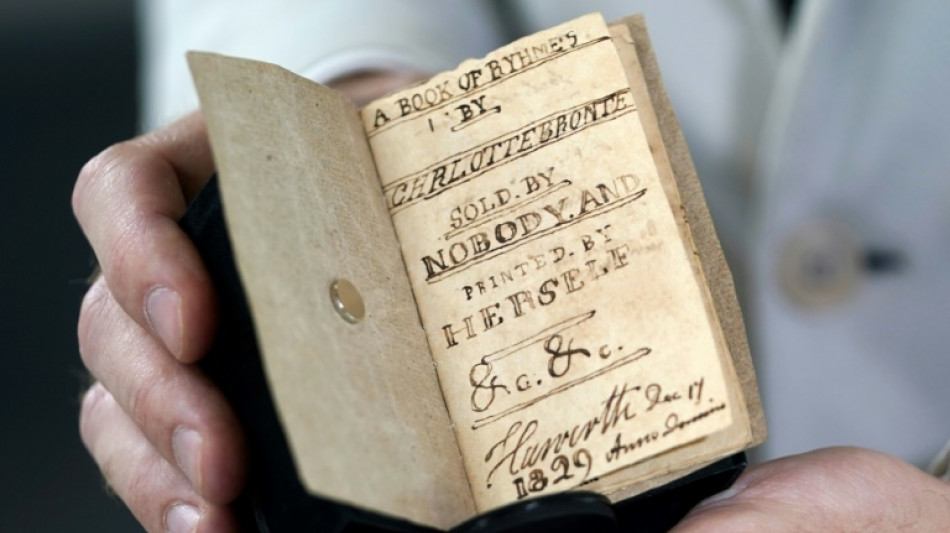 A BOOK OF RYHMES
BY
CHARLOTTE BRONTE
SOLD. BY
NOBODY. AND
PRINTED. BY
HERSELF
&c. &c.
Haworth Dec 17.
1829 Anno Domini